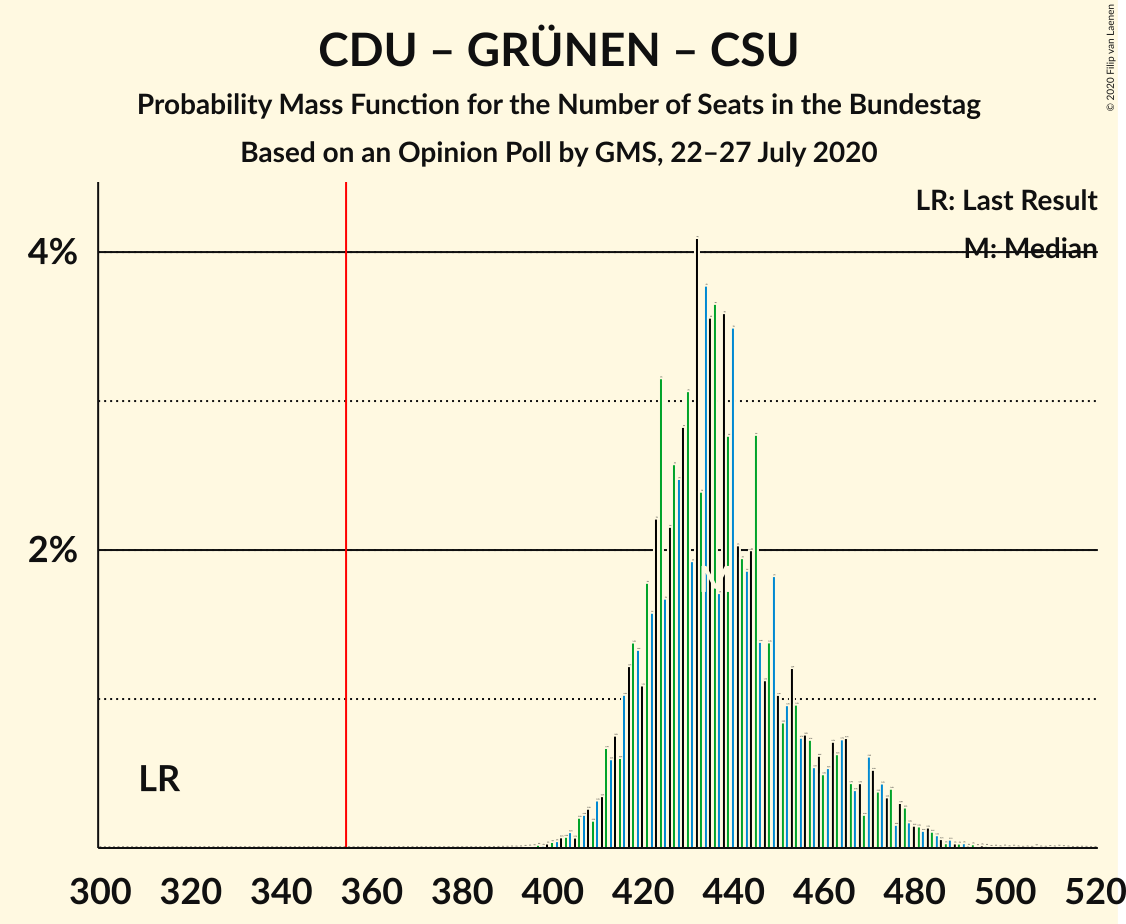 CDU – GRÜNEN – CSU
Probability Mass Function for the Number of Seats in the Bundestag
Based on an Opinion Poll by GMS, 22–27 July 2020
© 2020 Filip van Laenen
LR: Last Result
M: Median
4%
2%
M
LR
300 320 340 360 380 400 420 440 460 480 500 520